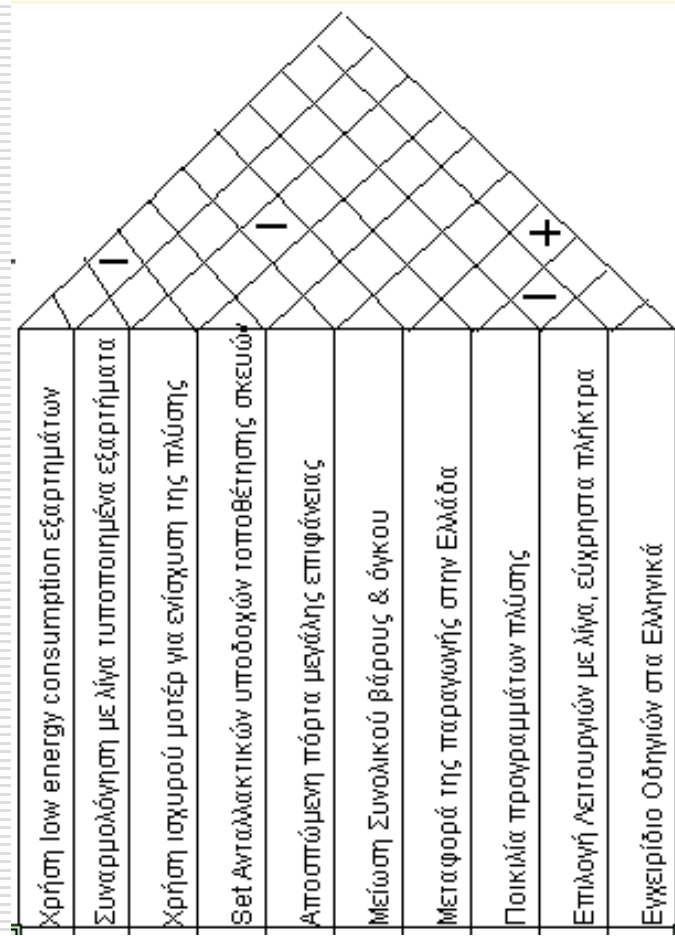 −
−
+
−
Χρήση low energy consumption εξαρτημάτων
Συναρμολόγηση με λίγα τυποποιημένα εξαρτήματα
Χρήση ισχυρού μοτέρ για ενίσχυση της πλύσης
Set Ανταλλακτικών υποδοχών τοποθέτησης σκευών
Αποσπώμενη πόρτα μεγάλης επιφάνειας
Μείωση Συνολικού βάρους & όγκου
Μεταφορά της παραγωγής στην Ελλάδα
Ποικιλία προγραμμάτων πλύσης
Επιλογή Λειτουργιών με λίγα, εύχρηστα πλήκτρα
Εγχειρίδιο Οδηγιών στα Ελληνικά